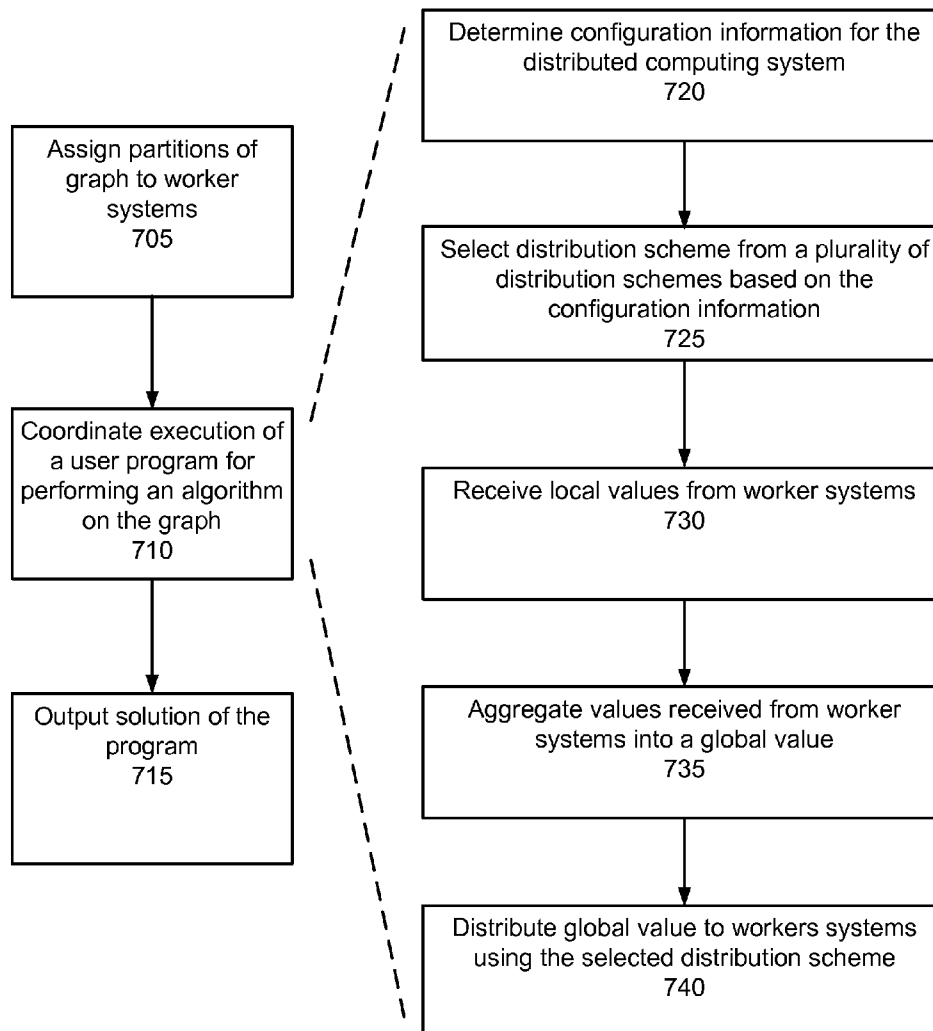 Assign partitions of
graph to worker
systems
705
Coordinate execution of
a user program for
performing an algorithm
on the graph
710
Output solution of the
program
715
Determine configuration information for the
distributed computing system
720
Select distribution scheme from a plurality of
distribution schemes based on the
configuration information
725
Receive local values from worker systems
730
Aggregate values received from worker
systems into a global value
735
Distribute global value to workers systems
using the selected distribution scheme
740